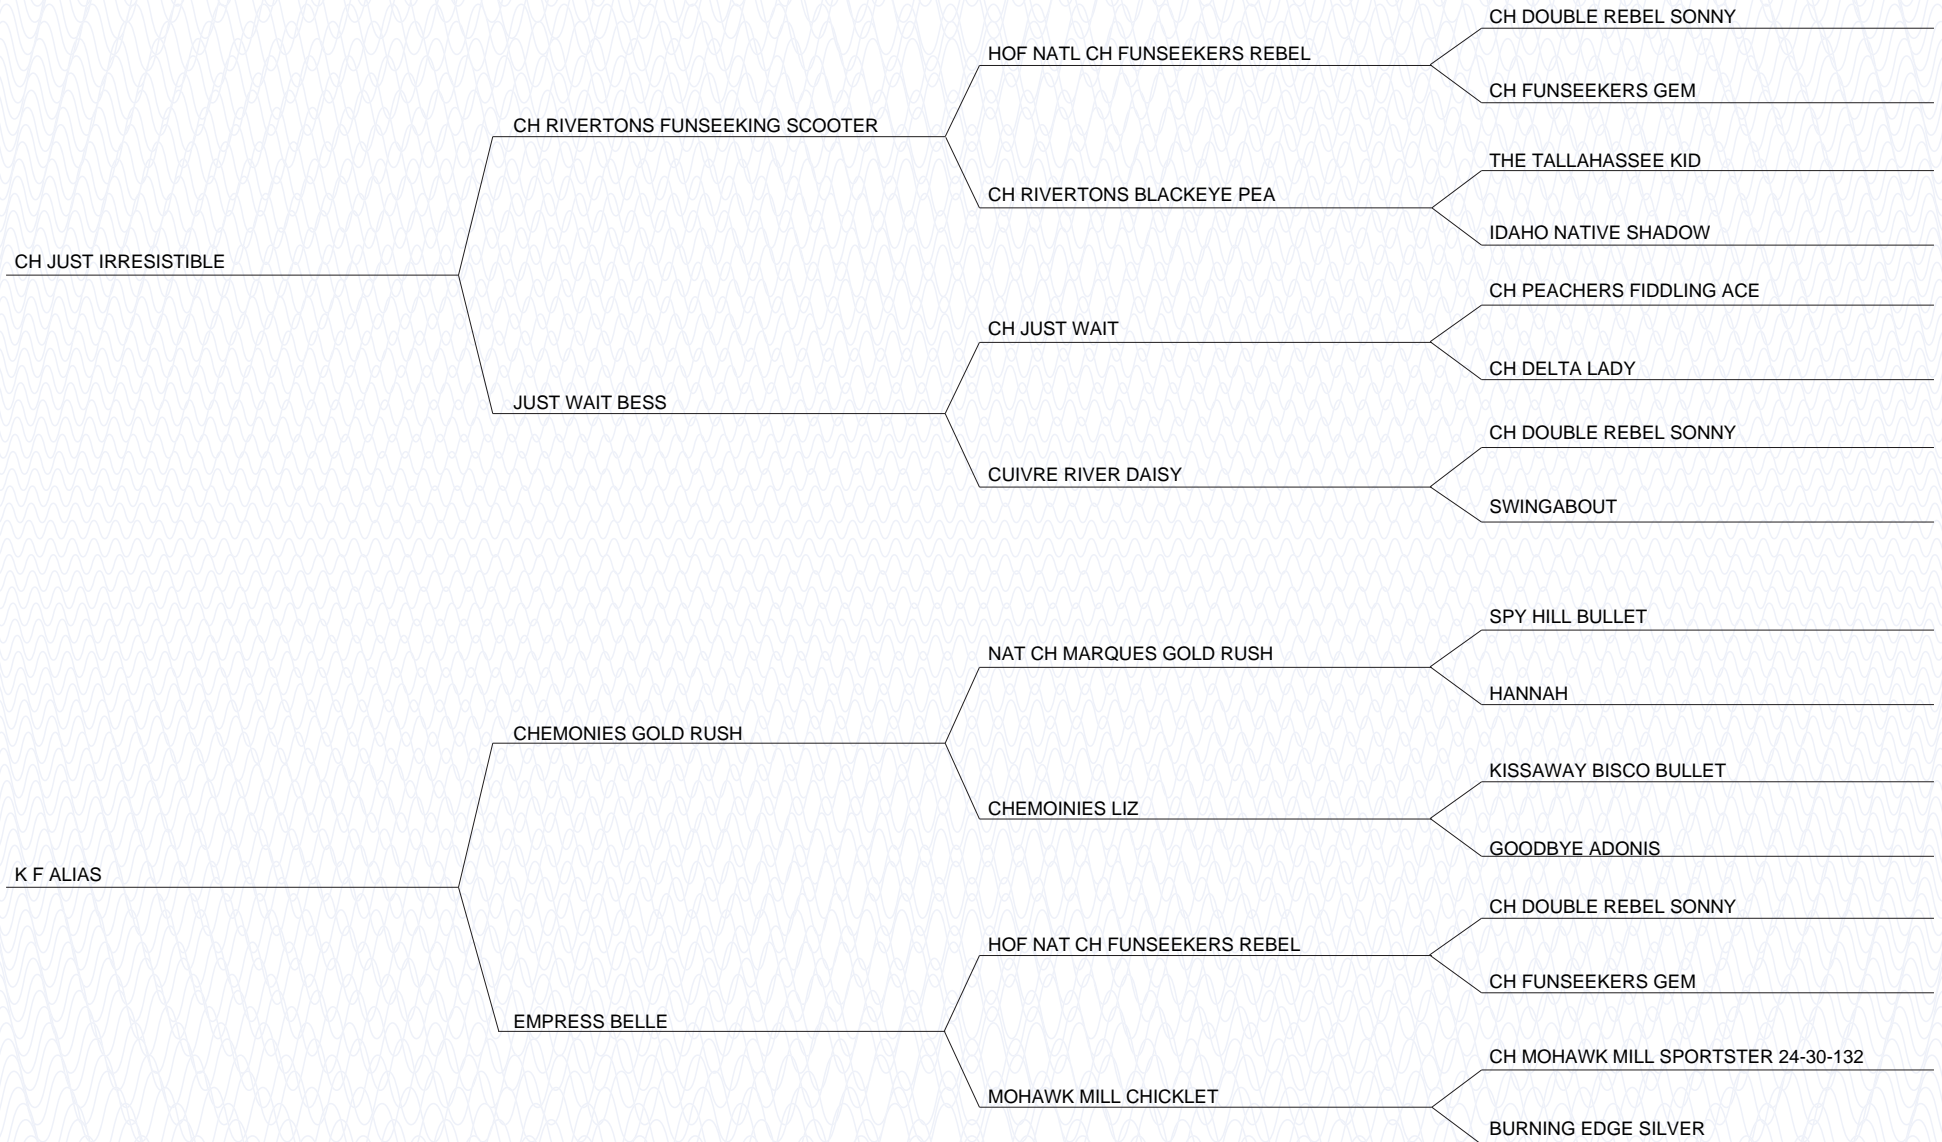 CH DOUBLE REBEL SONNY
HOF NATL CH FUNSEEKERS REBEL
CH FUNSEEKERS GEM
CH RIVERTONS FUNSEEKING SCOOTER
THE TALLAHASSEE KID
CH RIVERTONS BLACKEYE PEA
IDAHO NATIVE SHADOW
CH JUST IRRESISTIBLE
CH PEACHERS FIDDLING ACE
CH JUST WAIT
CH DELTA LADY
JUST WAIT BESS
CH DOUBLE REBEL SONNY
CUIVRE RIVER DAISY
SWINGABOUT
SPY HILL BULLET
NAT CH MARQUES GOLD RUSH
HANNAH
CHEMONIES GOLD RUSH
KISSAWAY BISCO BULLET
CHEMOINIES LIZ
GOODBYE ADONIS
K F ALIAS
CH DOUBLE REBEL SONNY
HOF NAT CH FUNSEEKERS REBEL
CH FUNSEEKERS GEM
EMPRESS BELLE
CH MOHAWK MILL SPORTSTER 24-30-132
MOHAWK MILL CHICKLET
BURNING EDGE SILVER